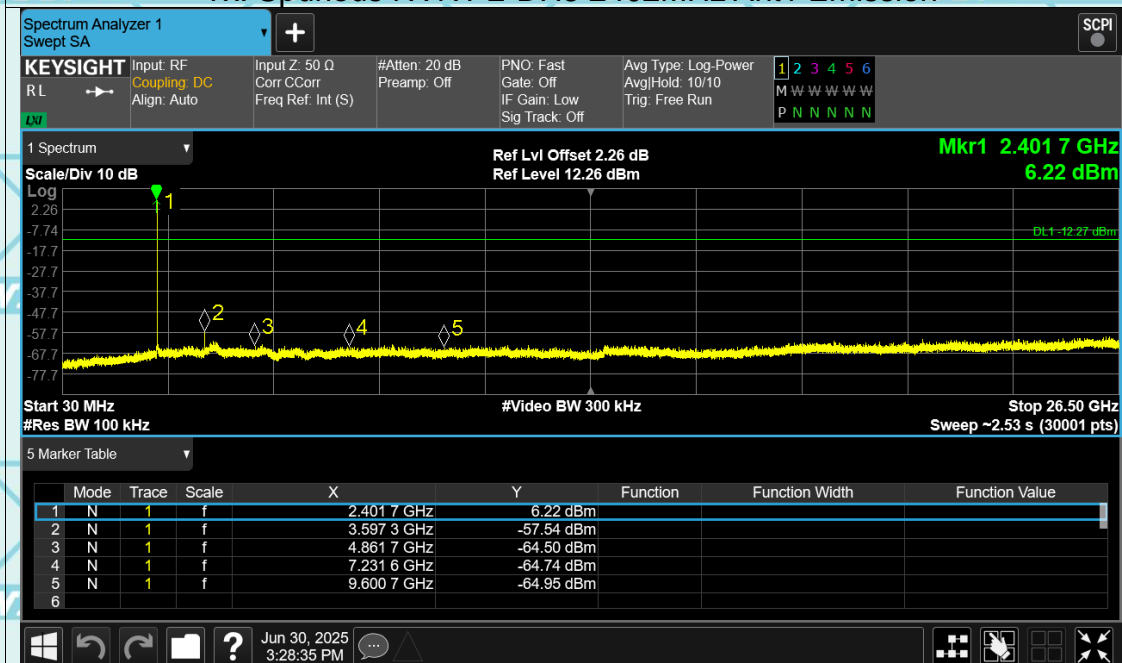 Tx. Spurious NVNT 2-DH5 2402MHz Ant1 Emission
Spectrum Analyzer 1
Swept SA
+
SCPI
KEYSIGHT
RL
LXI
Input: RF
Coupling: DC
Align: Auto
Input Z: 50 Ω
Corr CCorr
Freq Ref: Int (S)
#Atten: 20 dB
Preamp: Off
PNO: Fast
Gate: Off
IF Gain: Low
Sig Track: Off
Avg Type: Log-Power
Avg|Hold: 10/10
Trig: Free Run
1 2 3 4 5 6
M W W W W W
P N N N N N
1 Spectrum
Scale/Div 10 dB
Ref Lvl Offset 2.26 dB
Ref Level 12.26 dBm
Mkr1 2.401 7 GHz
6.22 dBm
Log
2.26
-7.74
-17.7
-27.7
-37.7
-47.7
-57.7
-67.7
-77.7
1
2
3
4
5
DL1 -12.27 dBm
Start 30 MHz
#Video BW 300 kHz
Stop 26.50 GHz
#Res BW 100 kHz
Sweep ~2.53 s (30001 pts)
5 Marker Table
Mode Trace Scale X Y Function Function Width Function Value
1 N 1 f 2.401 7 GHz 6.22 dBm
2 N 1 f 3.597 3 GHz -57.54 dBm
3 N 1 f 4.861 7 GHz -64.50 dBm
4 N 1 f 7.231 6 GHz -64.74 dBm
5 N 1 f 9.600 7 GHz -64.95 dBm
6
?
Jun 30, 2025
3:28:35 PM